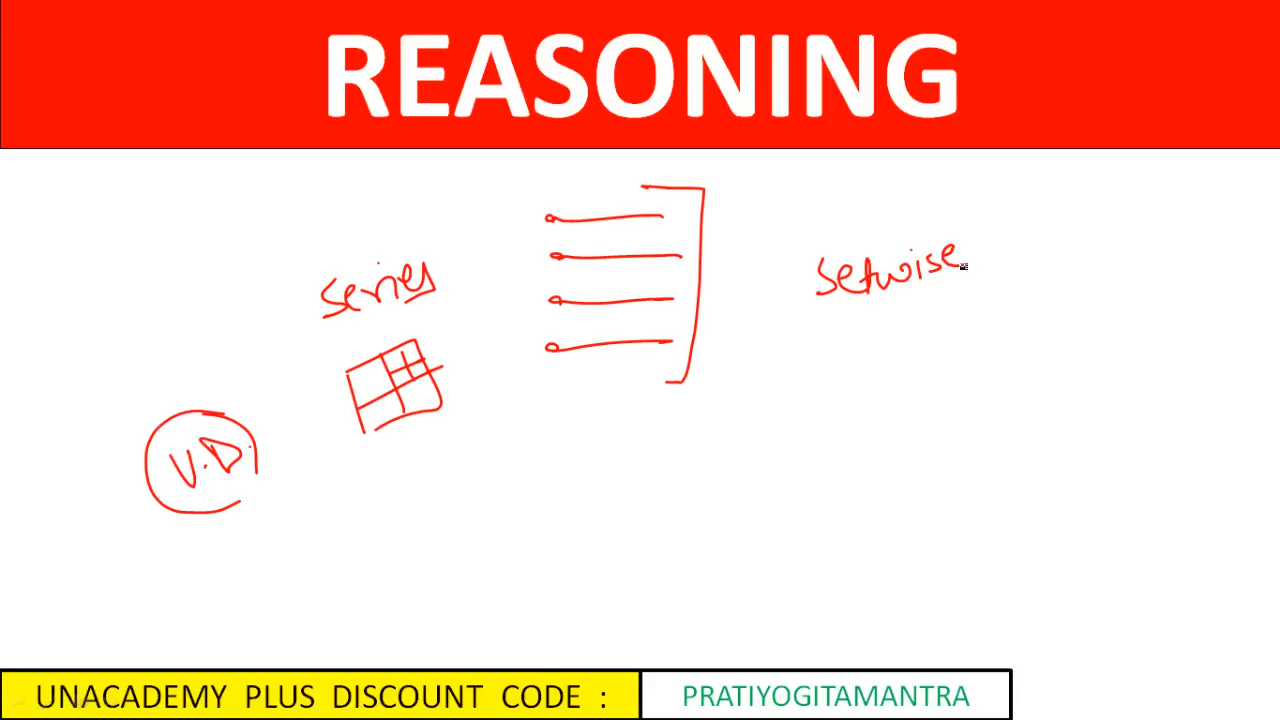 REASONING
series
setwise
V.D.
UNACADEMY PLUS DISCOUNT CODE :
PRATIYOGITAMANTRA